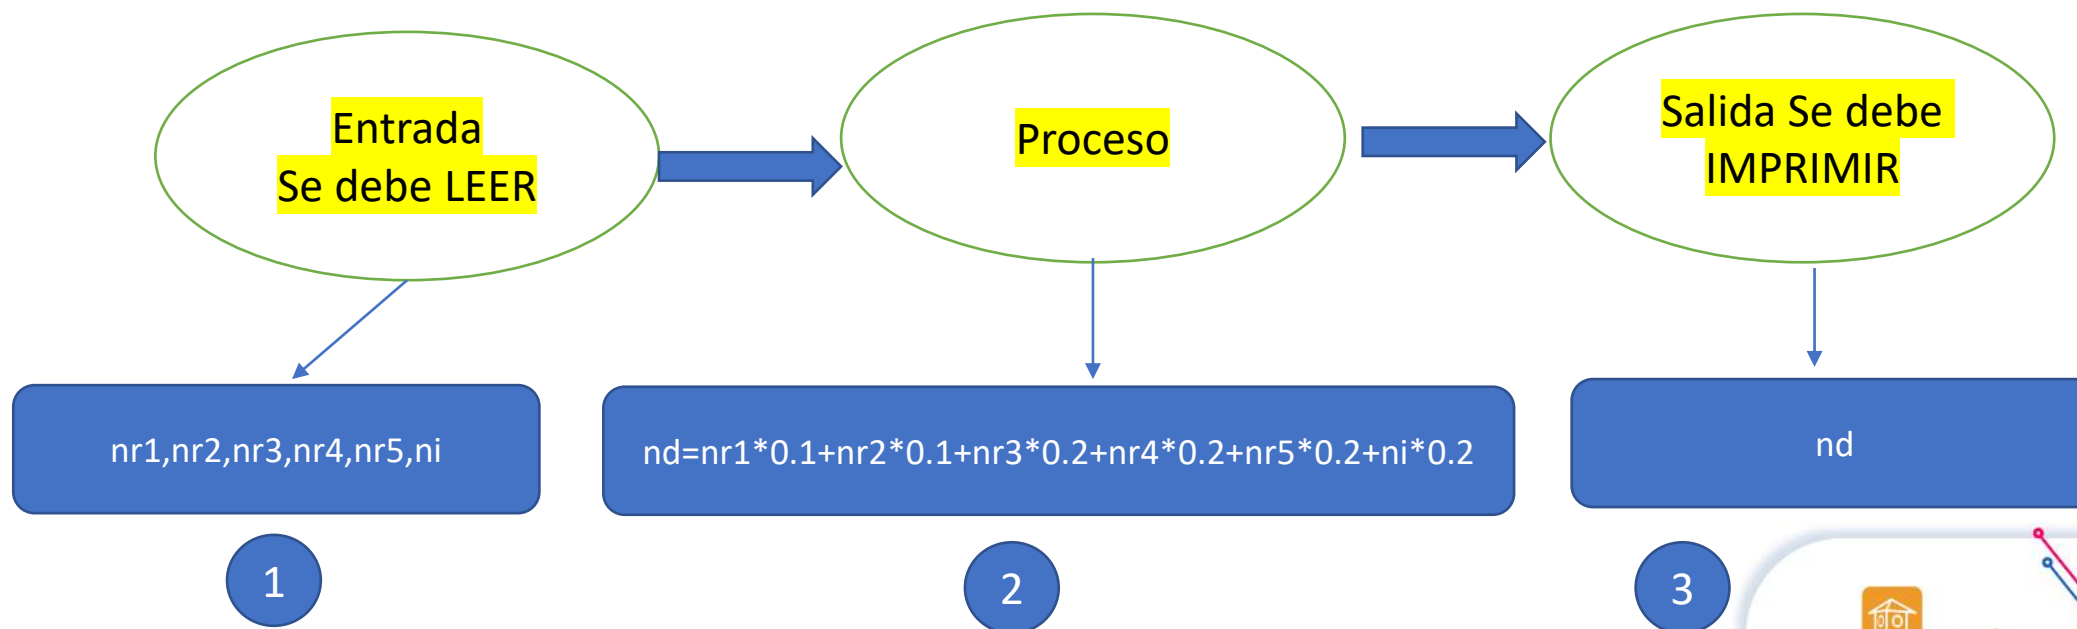 Entrada
Se debe LEER
Proceso
Salida Se debe
IMPRIMIR
nr1,nr2,nr3,nr4,nr5,ni
nd=nr1*0.1+nr2*0.1+nr3*0.2+nr4*0.2+nr5*0.2+ni*0.2
nd
1
2
3